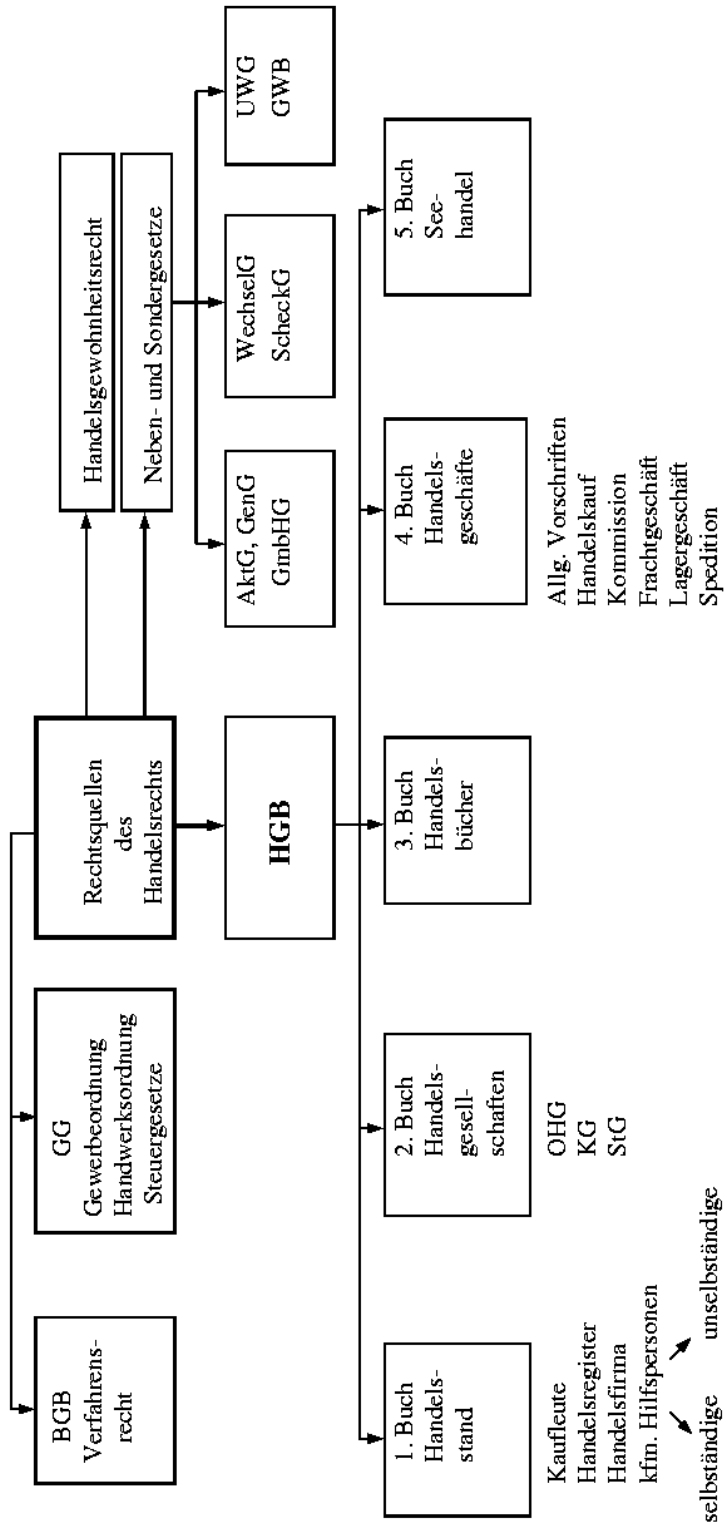 BGB
Verfahrens-
recht
GG
Gewerbeordnung
Handwerksordnung
Steuergesetze
Rechtsquellen
des
Handelsrechts
Handelsgewohnheitsrecht
Neben- und Sondergesetze
HGB
AktG, GenG
GmbHG
WechselG
ScheckG
UWG
GWB
1. Buch
Handels-
stand
2. Buch
Handels-
gesell-
schaften
3. Buch
Handels-
bücher
4. Buch
Handels-
geschäfte
5. Buch
See-
handel
Kaufleute
Handelsregister
Handelsfirma
kfm. Hilfspersonen
selbständige
unselbständige
OHG
KG
StG
Allg. Vorschriften
Handelskauf
Kommission
Frachtgeschäft
Lagergeschäft
Spedition